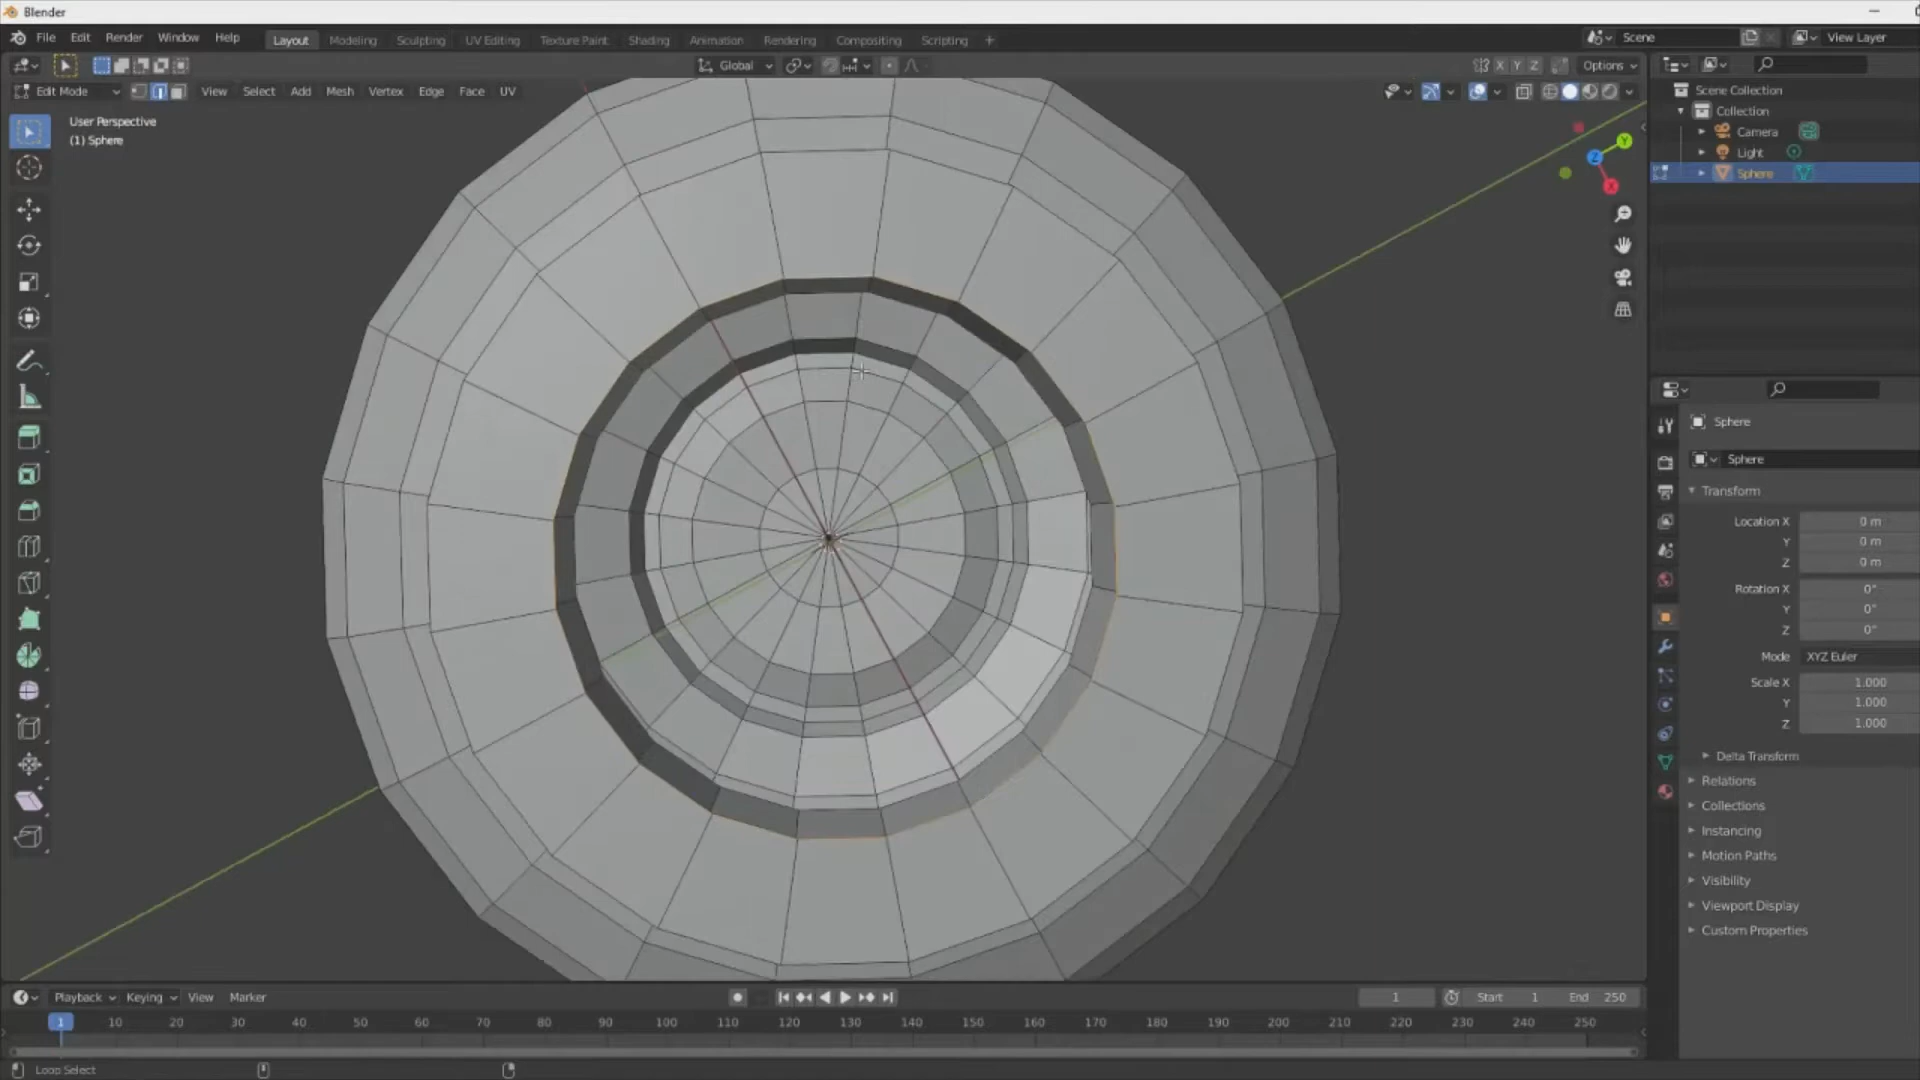 Blender
File Edit Render Window Help Layout Modeling Sculpting UV Editing Texture Paint Shading Animation Rendering Compositing Scripting +
Scene
View Layer
Global
X Y Z
Options
Edit Mode
View Select Add Mesh Vertex Edge Face UV
User Perspective
(1) Sphere
Y
Z
X
Scene Collection
Collection
Camera
Light
Sphere
Sphere
Sphere
Transform
Location X 0 m
Y 0 m
Z 0 m
Rotation X 0°
Y 0°
Z 0°
Mode XYZ Euler
Scale X 1.000
Y 1.000
Z 1.000
Delta Transform
Relations
Collections
Instancing
Motion Paths
Visibility
Viewport Display
Custom Properties
Playback Keying View Marker
1 Start 1 End 250
1 10 20 30 40 50 60 70 80 90 100 110 120 130 140 150 160 170 180 190 200 210 220 230 240 250
Loop Select